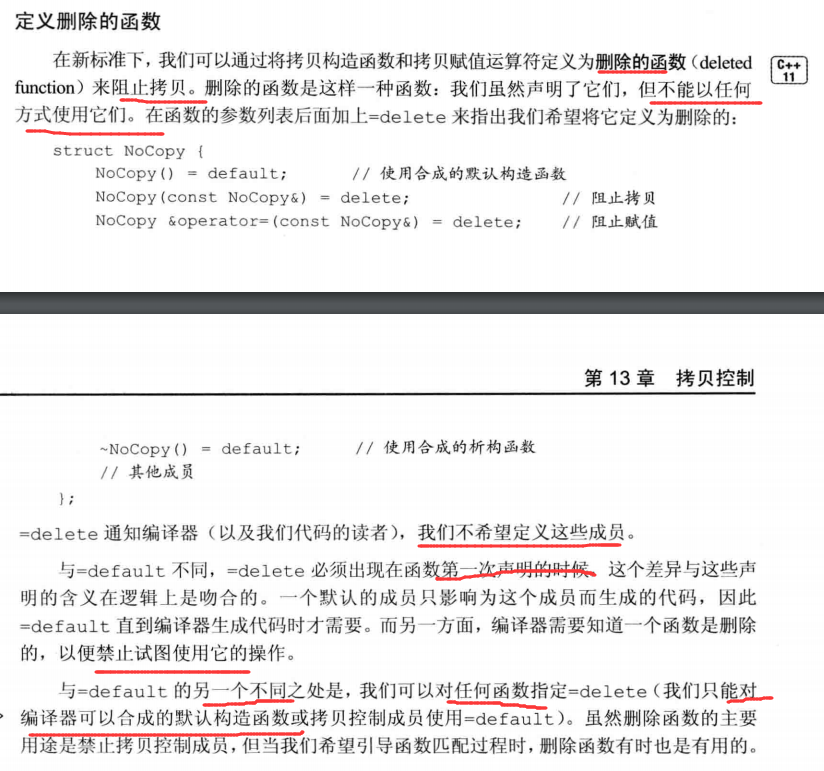 定义删除的函数
在新标准下，我们可以通过将拷贝构造函数和拷贝赋值运算符定义为删除的函数（deleted
C++
11
function）来阻止拷贝。删除的函数是这样一种函数：我们虽然声明了它们，但不能以任何
方式使用它们。在函数的参数列表后面加上=delete 来指出我们希望将它定义为删除的：
struct NoCopy {
NoCopy() = default; // 使用合成的默认构造函数
NoCopy(const NoCopy&) = delete; // 阻止拷贝
NoCopy &operator=(const NoCopy&) = delete; // 阻止赋值
第 13 章 拷贝控制
~NoCopy() = default; // 使用合成的析构函数
// 其他成员
};
=delete 通知编译器（以及我们代码的读者），我们不希望定义这些成员。
与=default 不同，=delete 必须出现在函数第一次声明的时候，这个差异与这些声
明的含义在逻辑上是吻合的。一个默认的成员只影响为这个成员而生成的代码，因此
=default 直到编译器生成代码时才需要。而另一方面，编译器需要知道一个函数是删除
的，以便禁止试图使用它的操作。
与=default 的另一个不同之处是，我们可以对任何函数指定=delete（我们只能对
编译器可以合成的默认构造函数或拷贝控制成员使用=default）。虽然删除函数的主要
用途是禁止拷贝控制成员，但当我们希望引导函数匹配过程时，删除函数有时也是有用的。